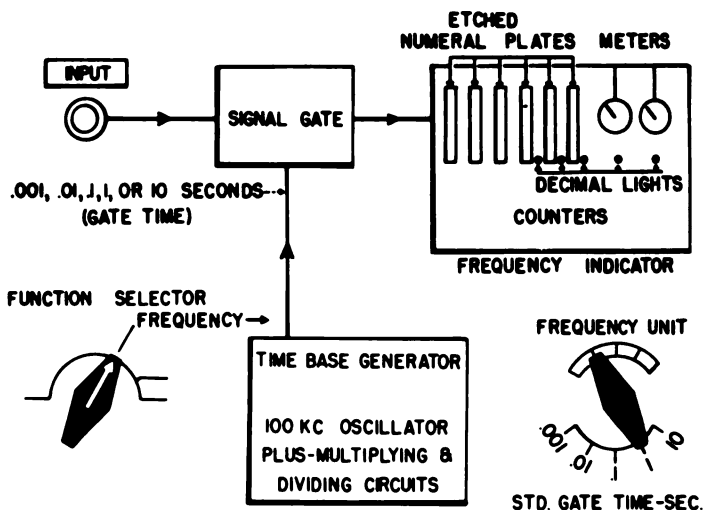 ETCHED
NUMERAL PLATES METERS
INPUT
SIGNAL GATE
.001, .01, .1, 1, OR 10 SECONDS
(GATE TIME)
DECIMAL LIGHTS
COUNTERS
FREQUENCY INDICATOR
FUNCTION SELECTOR
FREQUENCY
TIME BASE GENERATOR
100 KC OSCILLATOR
PLUS-MULTIPLYING &
DIVIDING CIRCUITS
FREQUENCY UNIT
.001 .01 .1 1 10
STD. GATE TIME-SEC.